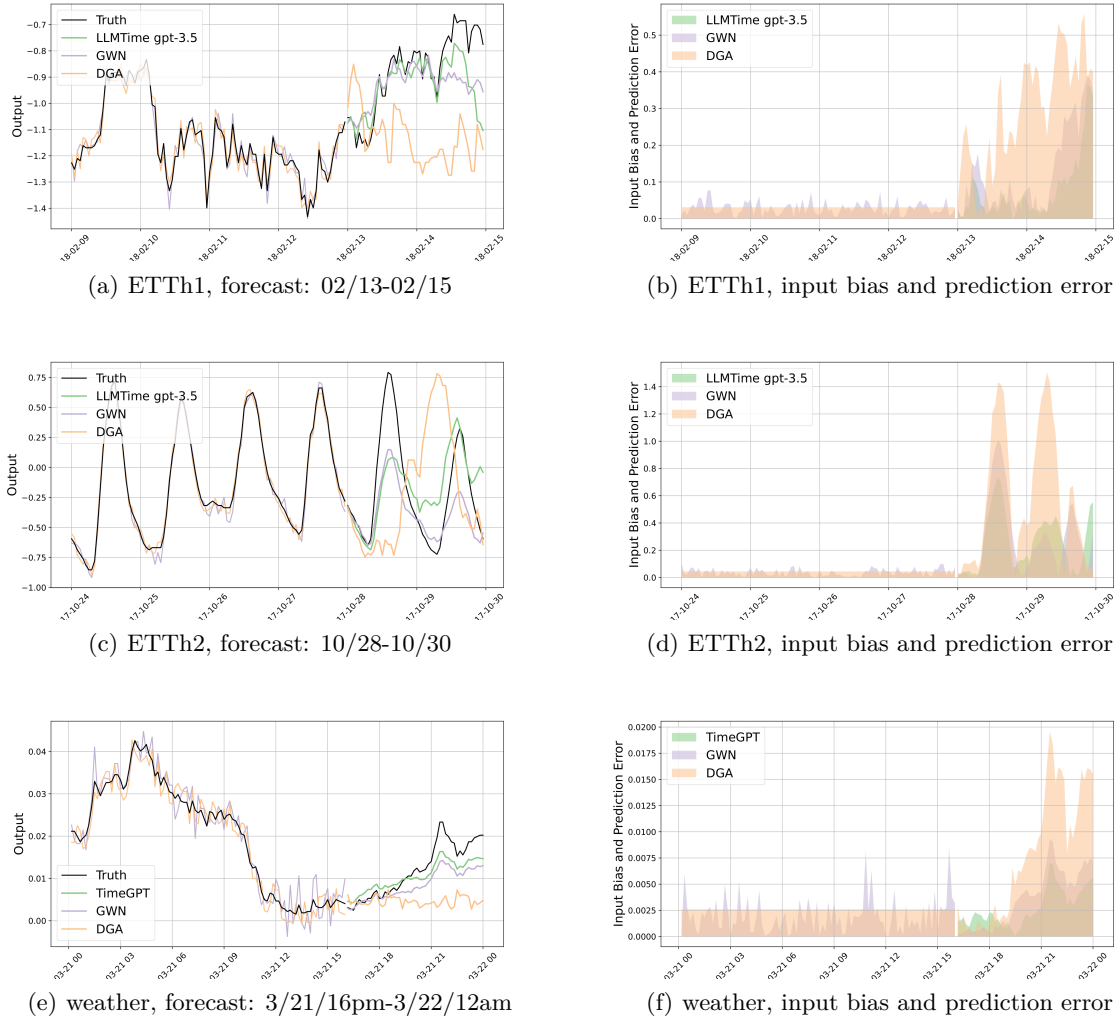 Truth
LLMTime gpt-3.5
GWN
DGA
Output
−0.7
−0.8
−0.9
−1.0
−1.1
−1.2
−1.3
−1.4
18-02-09
18-02-10
18-02-11
18-02-12
18-02-13
18-02-14
18-02-15
(a) ETTh1, forecast: 02/13-02/15
LLMTime gpt-3.5
GWN
DGA
Input Bias and Prediction Error
0.5
0.4
0.3
0.2
0.1
0.0
18-02-09
18-02-10
18-02-11
18-02-12
18-02-13
18-02-14
18-02-15
(b) ETTh1, input bias and prediction error
Truth
LLMTime gpt-3.5
GWN
DGA
Output
0.75
0.50
0.25
0.00
−0.25
−0.50
−0.75
−1.00
17-10-24
17-10-25
17-10-26
17-10-27
17-10-28
17-10-29
17-10-30
(c) ETTh2, forecast: 10/28-10/30
LLMTime gpt-3.5
GWN
DGA
Input Bias and Prediction Error
1.4
1.2
1.0
0.8
0.6
0.4
0.2
0.0
17-10-24
17-10-25
17-10-26
17-10-27
17-10-28
17-10-29
17-10-30
(d) ETTh2, input bias and prediction error
Output
0.04
0.03
0.02
0.01
0.00
Truth
TimeGPT
GWN
DGA
03-21 00
03-21 03
03-21 06
03-21 09
03-21 12
03-21 15
03-21 18
03-21 21
03-22 00
(e) weather, forecast: 3/21/16pm-3/22/12am
TimeGPT
GWN
DGA
Input Bias and Prediction Error
0.0200
0.0175
0.0150
0.0125
0.0100
0.0075
0.0050
0.0025
0.0000
03-21 00
03-21 03
03-21 06
03-21 09
03-21 12
03-21 15
03-21 18
03-21 21
03-22 00
(f) weather, input bias and prediction error